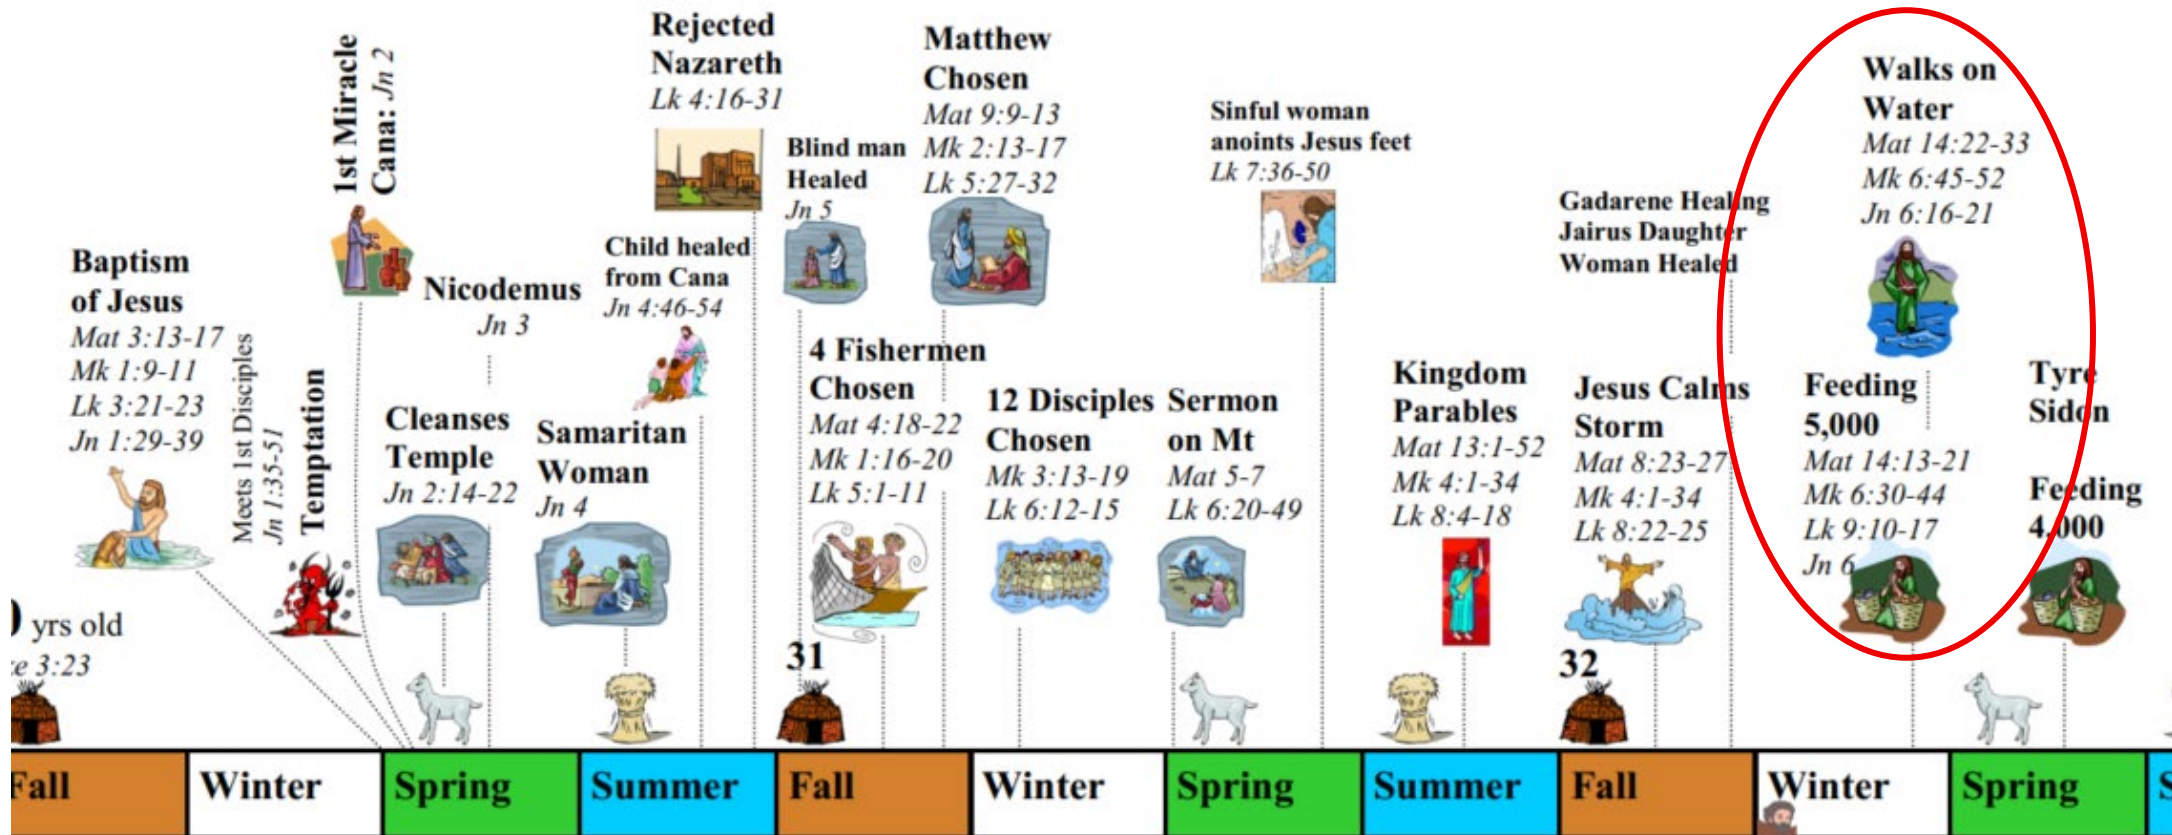 Baptism
of Jesus
Mat 3:13-17
Mk 1:9-11
Lk 3:21-23
Jn 1:29-39
yrs old
3:23
Meets 1st Disciples
Jn 1:35-51
Temptation
1st Miracle
Cana: Jn 2
Nicodemus
Jn 3
Cleanses
Temple
Jn 2:14-22
Samaritan
Woman
Jn 4
Child healed
from Cana
Jn 4:46-54
Rejected
Nazareth
Lk 4:16-31
Blind man
Healed
Jn 5
Matthew
Chosen
Mat 9:9-13
Mk 2:13-17
Lk 5:27-32
4 Fishermen
Chosen
Mat 4:18-22
Mk 1:16-20
Lk 5:1-11
31
12 Disciples
Chosen
Mk 3:13-19
Lk 6:12-15
Sermon
on Mt
Mat 5-7
Lk 6:20-49
Sinful woman
anoints Jesus feet
Lk 7:36-50
Kingdom
Parables
Mat 13:1-52
Mk 4:1-34
Lk 8:4-18
Gadarene Healing
Jairus Daughter
Woman Healed
Jesus Calms
Storm
Mat 8:23-27
Mk 4:1-34
Lk 8:22-25
32
Walks on
Water
Mat 14:22-33
Mk 6:45-52
Jn 6:16-21
Feeding
5,000
Mat 14:13-21
Mk 6:30-44
Lk 9:10-17
Jn 6
Tyre
Sidon
Feeding
4,000
Fall
Winter
Spring
Summer
Fall
Winter
Spring
Summer
Fall
Winter
Spring